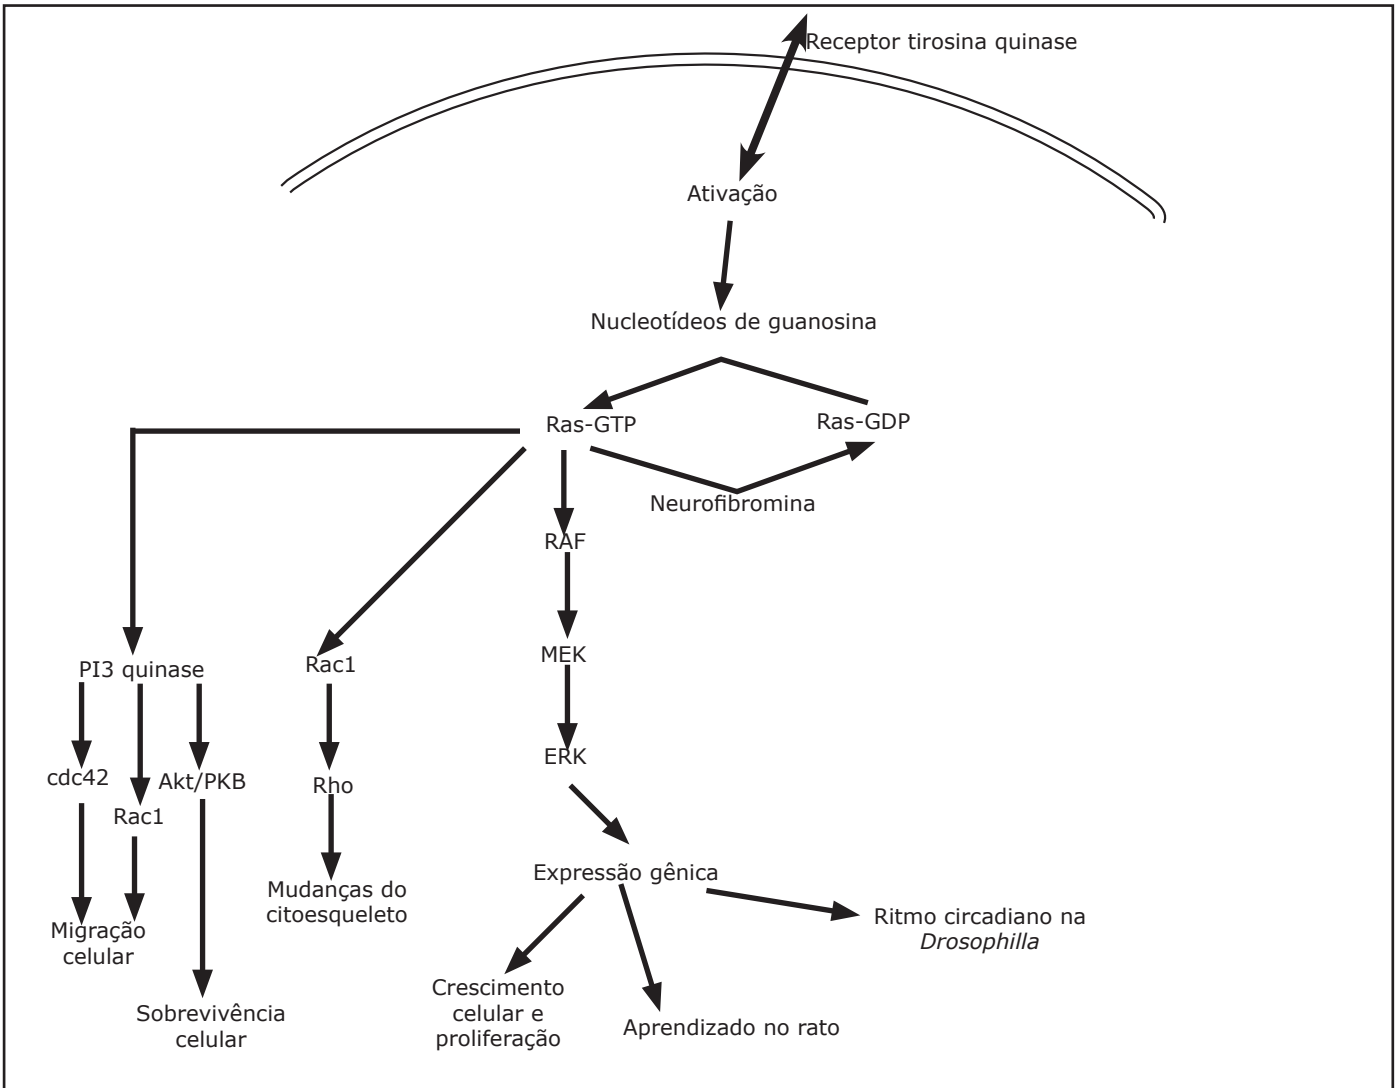 Receptor tirosina quinase
Ativação
Nucleotídeos de guanosina
Ras-GTP
Ras-GDP
Neurofibromina
RAF
PI3 quinase
Rac1
MEK
cdc42
Akt/PKB
Rac1
Rho
ERK
Migração
celular
Sobrevivência
celular
Mudanças do
citoesqueleto
Expressão gênica
Crescimento
celular e
proliferação
Aprendizado no rato
Ritmo circadiano na
Drosophilla